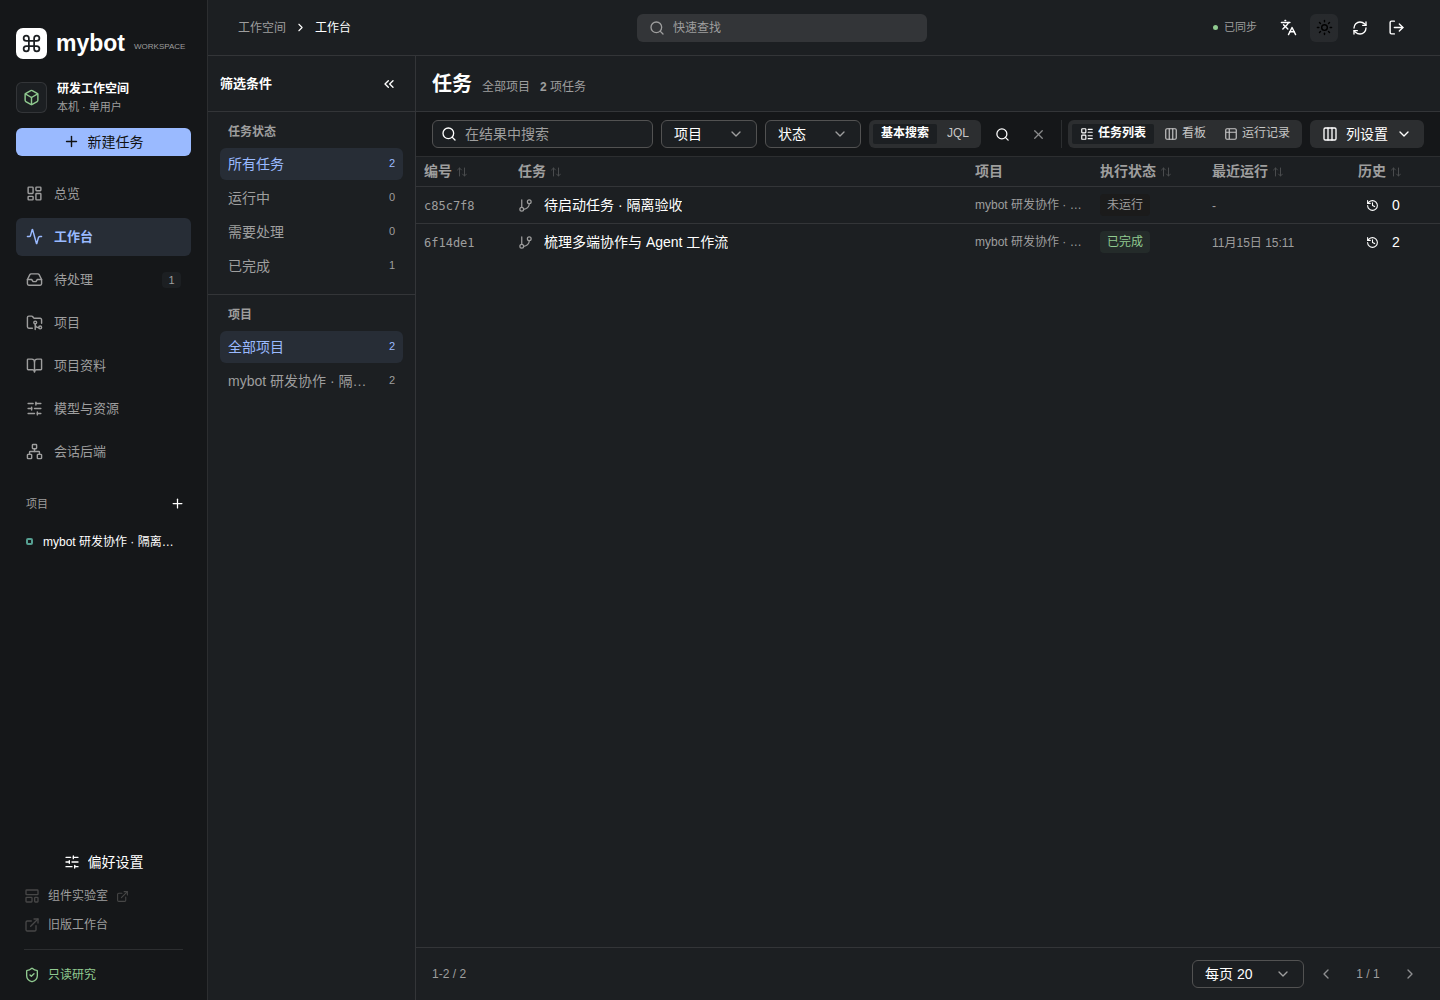 mybot WORKSPACE
研发工作空间
本机 · 单用户
新建任务
总览
工作台
待处理 1
项目
项目资料
模型与资源
会话后端
项目
mybot 研发协作 · 隔离…
偏好设置
组件实验室
旧版工作台
只读研究
工作空间 工作台
快速查找
已同步
筛选条件
任务状态
所有任务 2
运行中 0
需要处理 0
已完成 1
项目
全部项目 2
mybot 研发协作 · 隔… 2
任务 全部项目 2 项任务
在结果中搜索 项目 状态 基本搜索 JQL 任务列表 看板 运行记录 列设置
编号 任务 项目 执行状态 最近运行 历史
c85c7f8 待启动任务 · 隔离验收 mybot 研发协作 · … 未运行 - 0
6f14de1 梳理多端协作与 Agent 工作流 mybot 研发协作 · … 已完成 11月15日 15:11 2
1-2 / 2 每页 20 1 / 1